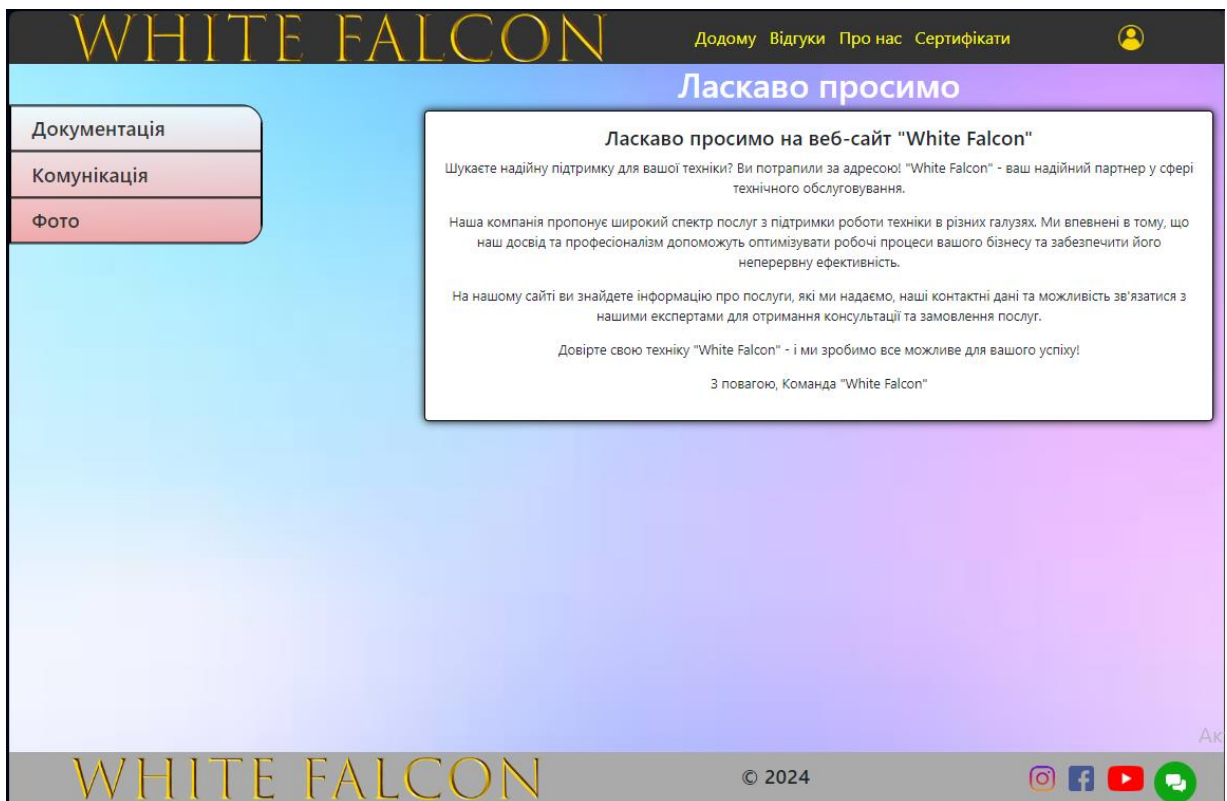 WHITE FALCON
Додому Відгуки Про нас Сертифікати
Ласкаво просимо
Документація
Комунікація
Фото
Ласкаво просимо на веб-сайт "White Falcon"
Шукаєте надійну підтримку для вашої техніки? Ви потрапили за адресою! "White Falcon" - ваш надійний партнер у сфері
технічного обслуговування.
Наша компанія пропонує широкий спектр послуг з підтримки роботи техніки в різних галузях. Ми впевнені в тому, що
наш досвід та професіоналізм допоможуть оптимізувати робочі процеси вашого бізнесу та забезпечити його
неперервну ефективність.
На нашому сайті ви знайдете інформацію про послуги, які ми надаємо, наші контактні дані та можливість зв'язатися з
нашими експертами для отримання консультації та замовлення послуг.
Довірте свою техніку "White Falcon" - і ми зробимо все можливе для вашого успіху!
З повагою, Команда "White Falcon"
Ак
WHITE FALCON
© 2024